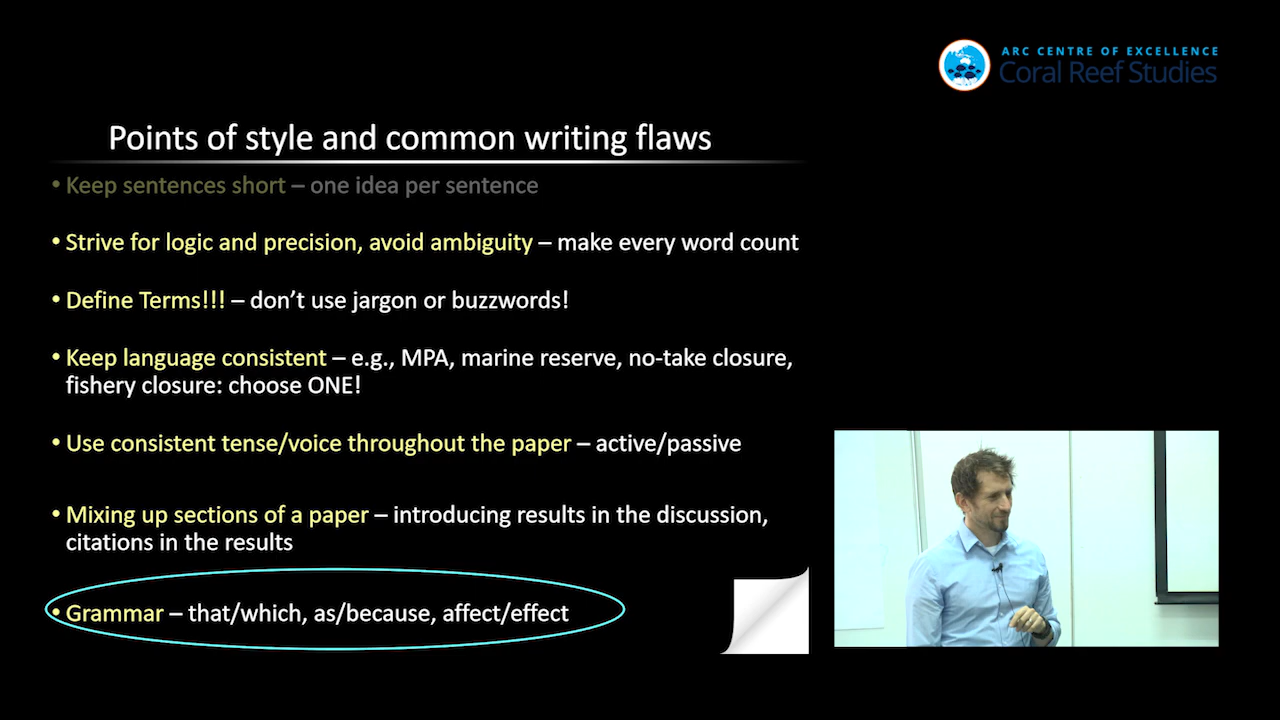 ARC CENTRE OF EXCELLENCE
Coral Reef Studies
Points of style and common writing flaws
• Keep sentences short – one idea per sentence
• Strive for logic and precision, avoid ambiguity – make every word count
• Define Terms!!! – don’t use jargon or buzzwords!
• Keep language consistent – e.g., MPA, marine reserve, no-take closure,
fishery closure: choose ONE!
• Use consistent tense/voice throughout the paper – active/passive
• Mixing up sections of a paper – introducing results in the discussion,
citations in the results
• Grammar – that/which, as/because, affect/effect